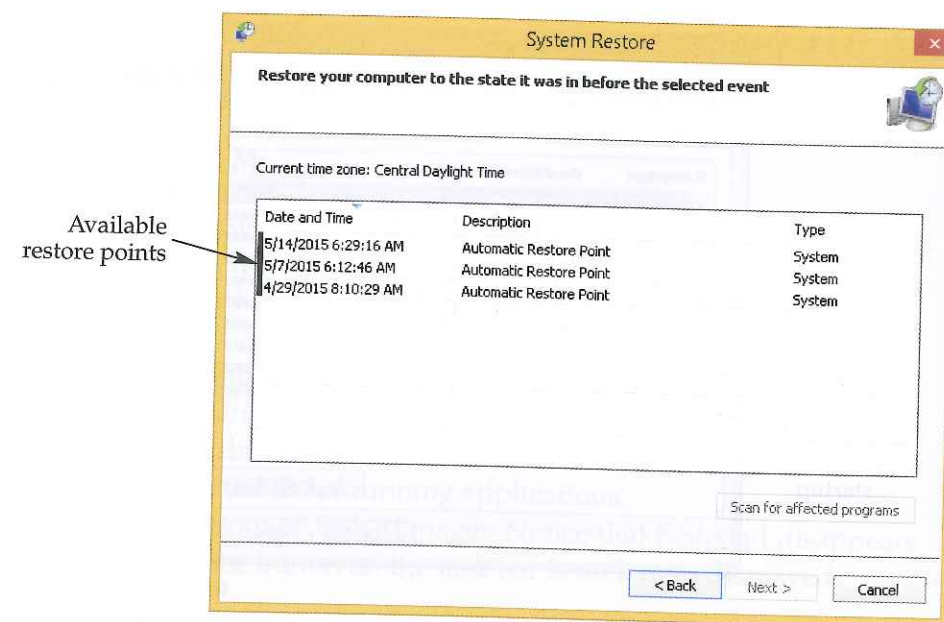 System Restore
Restore your computer to the state it was in before the selected event
Current time zone: Central Daylight Time
Available
restore points
Date and Time Description Type
5/14/2015 6:29:16 AM Automatic Restore Point System
5/7/2015 6:12:46 AM Automatic Restore Point System
4/29/2015 8:10:29 AM Automatic Restore Point System
Scan for affected programs
< Back Next > Cancel